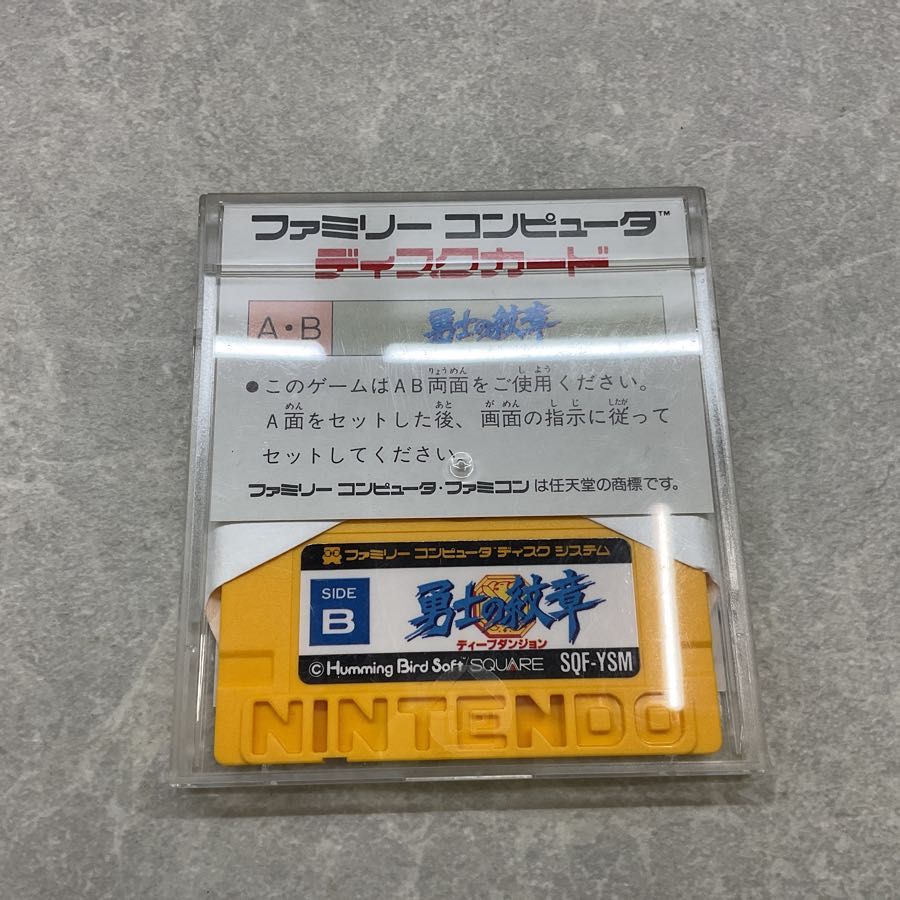 ファミリー コンピュータ™
ディスクカード
A・B 勇士の紋章
●このゲームはAB両面をご使用ください。
A面をセットした後、画面の指示に従って
セットしてください。
ファミリー コンピュータ・ファミコン は任天堂の商標です。
ファミリー コンピュータ ディスク システム
SIDE
B
勇士の紋章
ディープダンジョン
© Humming Bird Soft™ SQUARE SQF-YSM
NINTENDO